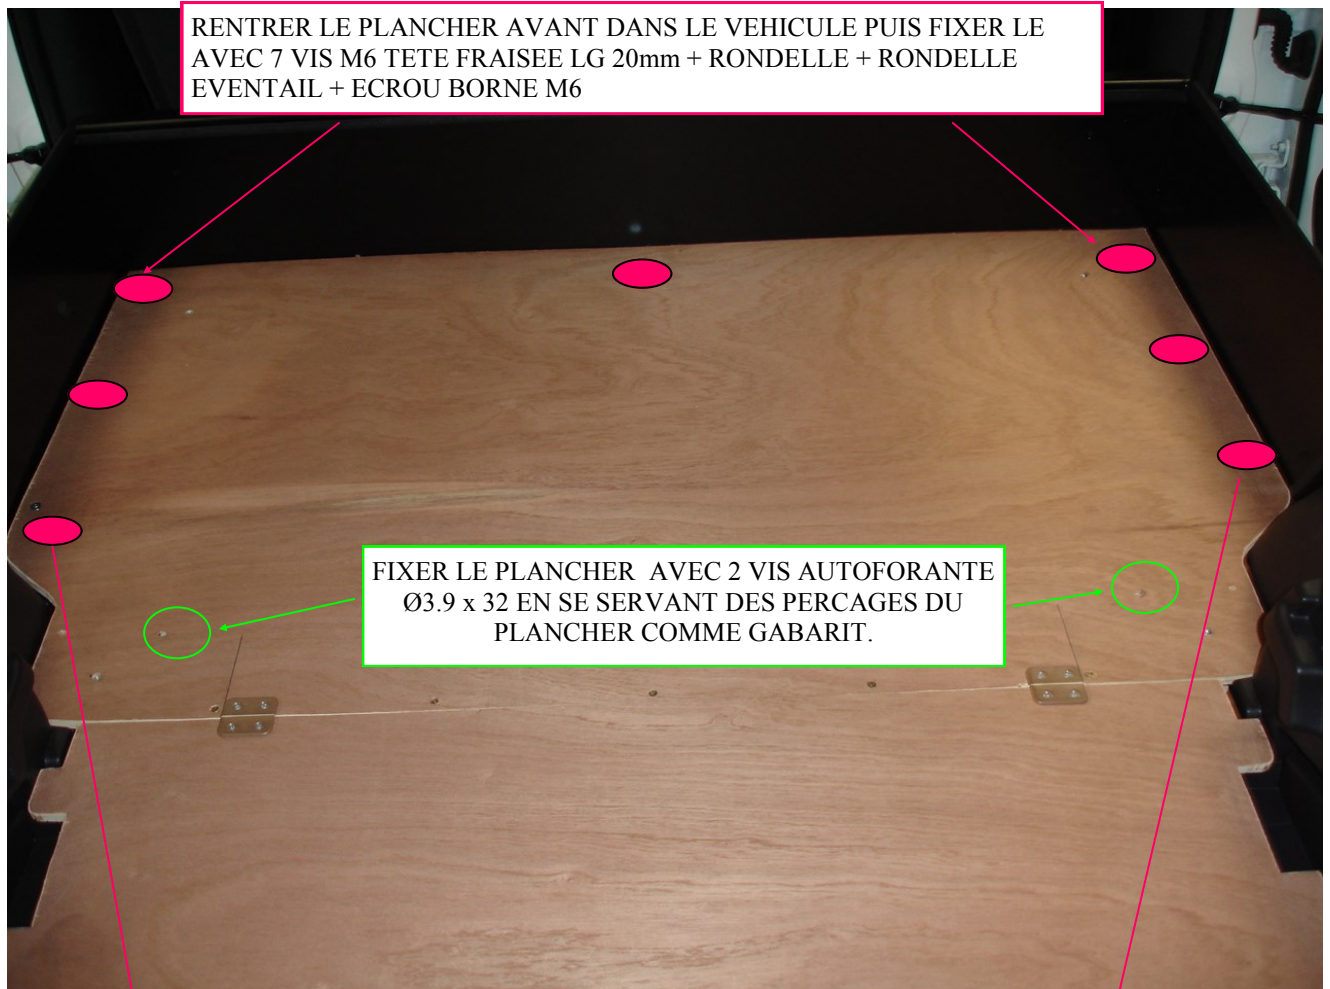 RENTRER LE PLANCHER AVANT DANS LE VEHICULE PUIS FIXER LE
AVEC 7 VIS M6 TETE FRAISEE LG 20mm + RONDELLE + RONDELLE
EVENTAIL + ECROU BORNE M6
FIXER LE PLANCHER  AVEC 2 VIS AUTOFORANTE
Ø3.9 x 32 EN SE SERVANT DES PERCAGES DU
PLANCHER COMME GABARIT.